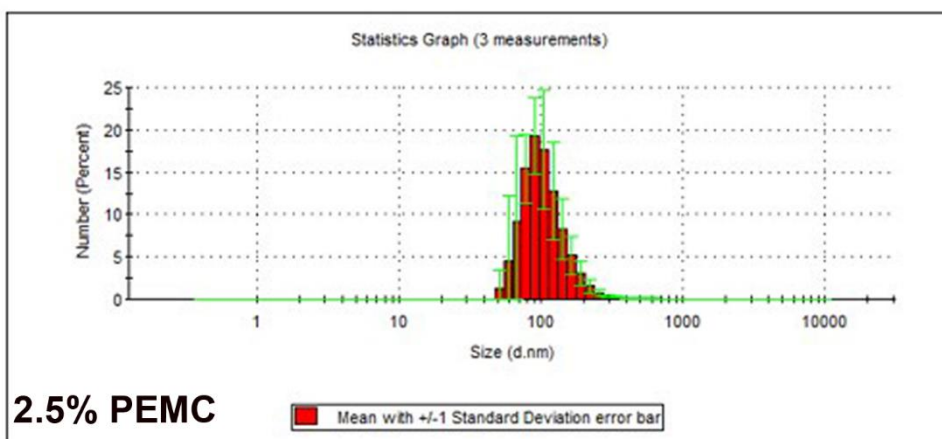 Statistics Graph (3 measurements)
25
20
15
10
5
0
Number (Percent)
1 10 100 1000 10000
Size (d.nm)
2.5% PEMC
Mean with +/-1 Standard Deviation error bar